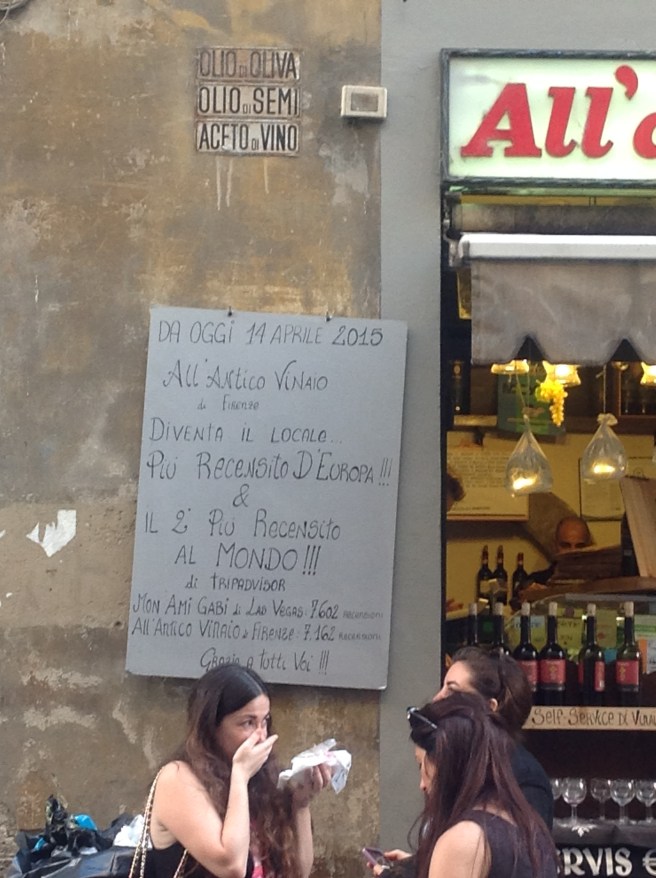 OLIO DI OLIVA
OLIO DI SEMI
ACETO DI VINO
All'
DA OGGI 14 APRILE 2015
All'Antico Vinaio
di Firenze
Diventa il locale...
Più Recensito D'Europa !!!
&
IL 2° Più Recensito
AL MONDO !!!
di TRIPADVISOR
MON AMI GABI di LAS VEGAS: 7.602 RECENSIONI
All'Antico Vinaio di FIRENZE: 7.162 RECENSIONI
Grazie a tutti Voi !!!
Self-Service Di
RVIS €